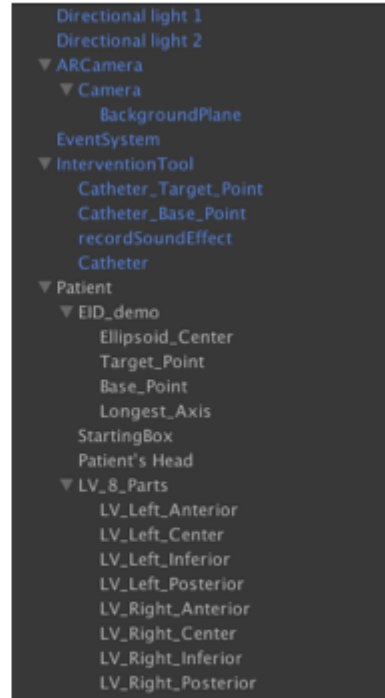 Directional light 1
Directional light 2
ARCamera
Camera
BackgroundPlane
EventSystem
InterventionTool
Catheter_Target_Point
Catheter_Base_Point
recordSoundEffect
Catheter
Patient
EID_demo
Ellipsoid_Center
Target_Point
Base_Point
Longest_Axis
StartingBox
Patient's Head
LV_8_Parts
LV_Left_Anterior
LV_Left_Center
LV_Left_Inferior
LV_Left_Posterior
LV_Right_Anterior
LV_Right_Center
LV_Right_Inferior
LV_Right_Posterior